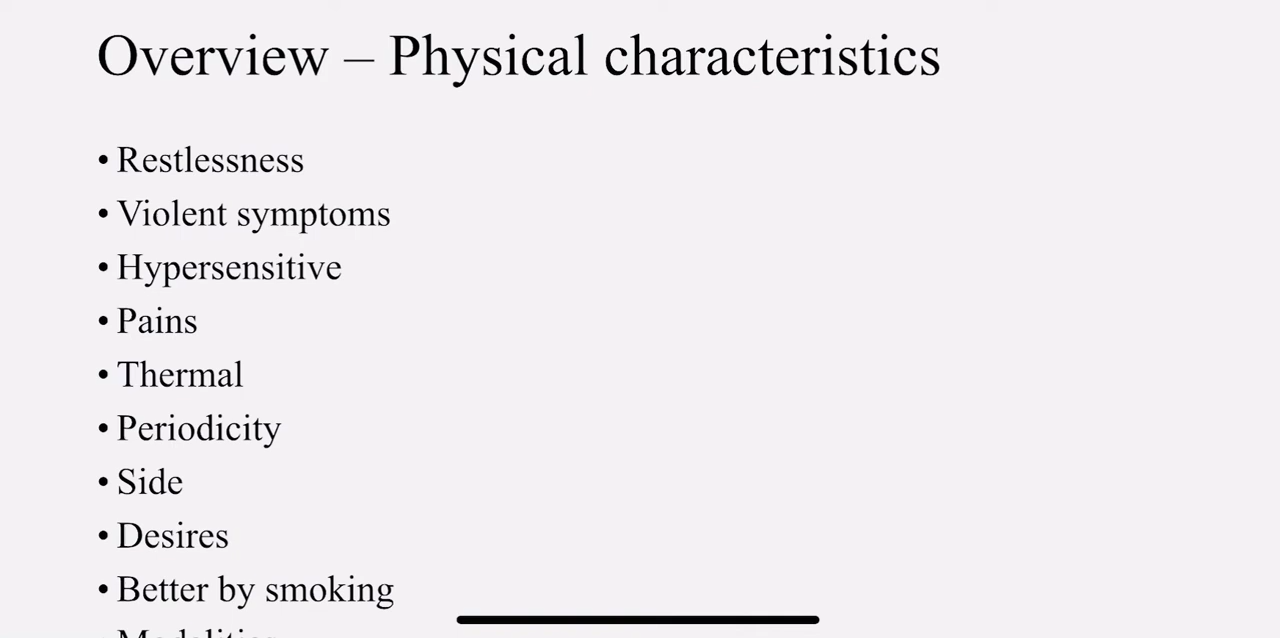 Overview – Physical characteristics
• Restlessness
• Violent symptoms
• Hypersensitive
• Pains
• Thermal
• Periodicity
• Side
• Desires
• Better by smoking